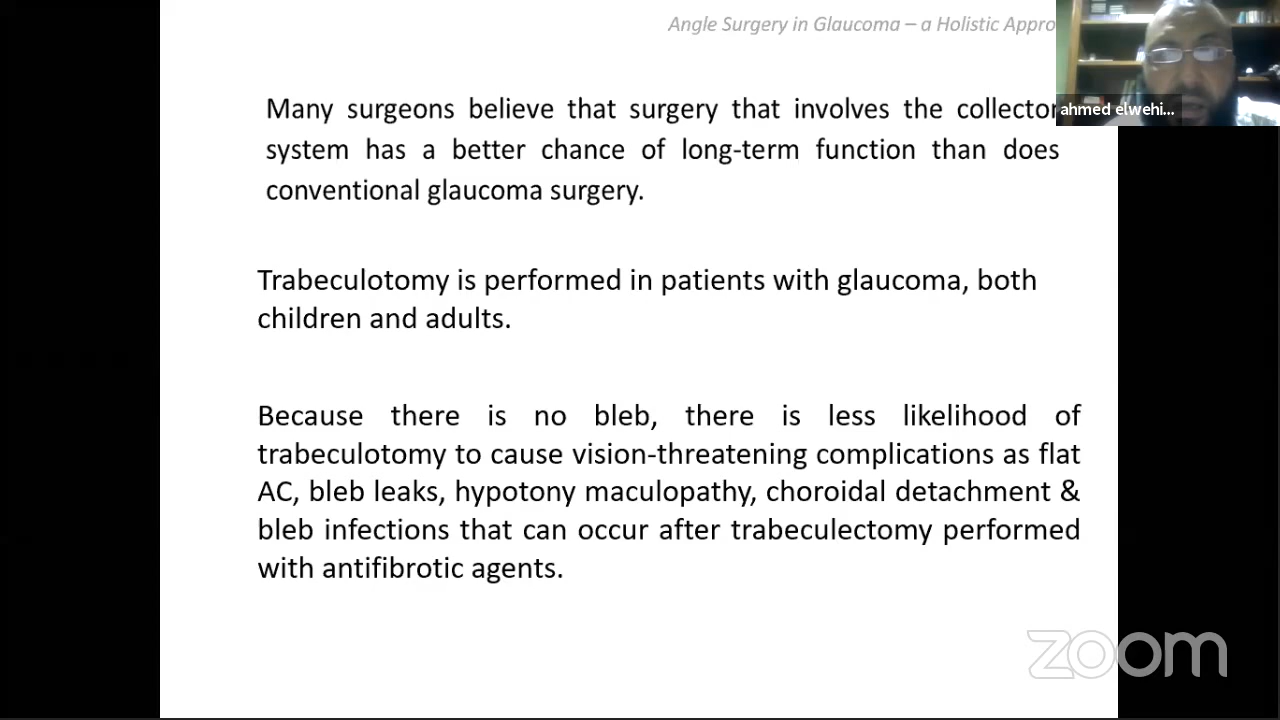 Angle Surgery in Glaucoma – a Holistic Appro
ahmed elwehi...
Many surgeons believe that surgery that involves the collector
system has a better chance of long-term function than does
conventional glaucoma surgery.
Trabeculotomy is performed in patients with glaucoma, both
children and adults.
Because there is no bleb, there is less likelihood of
trabeculotomy to cause vision-threatening complications as flat
AC, bleb leaks, hypotony maculopathy, choroidal detachment &
bleb infections that can occur after trabeculectomy performed
with antifibrotic agents.
zoom